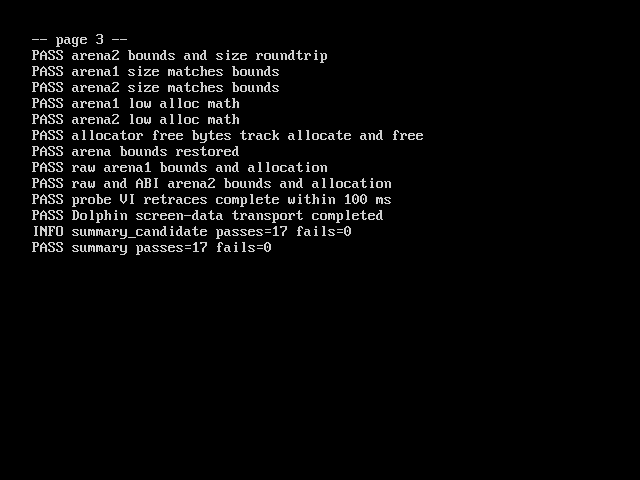 -- page 3 --
PASS arena2 bounds and size roundtrip
PASS arena1 size matches bounds
PASS arena2 size matches bounds
PASS arena1 low alloc math
PASS arena2 low alloc math
PASS allocator free bytes track allocate and free
PASS arena bounds restored
PASS raw arena1 bounds and allocation
PASS raw and ABI arena2 bounds and allocation
PASS probe VI retraces complete within 100 ms
PASS Dolphin screen-data transport completed
INFO summary_candidate passes=17 fails=0
PASS summary passes=17 fails=0